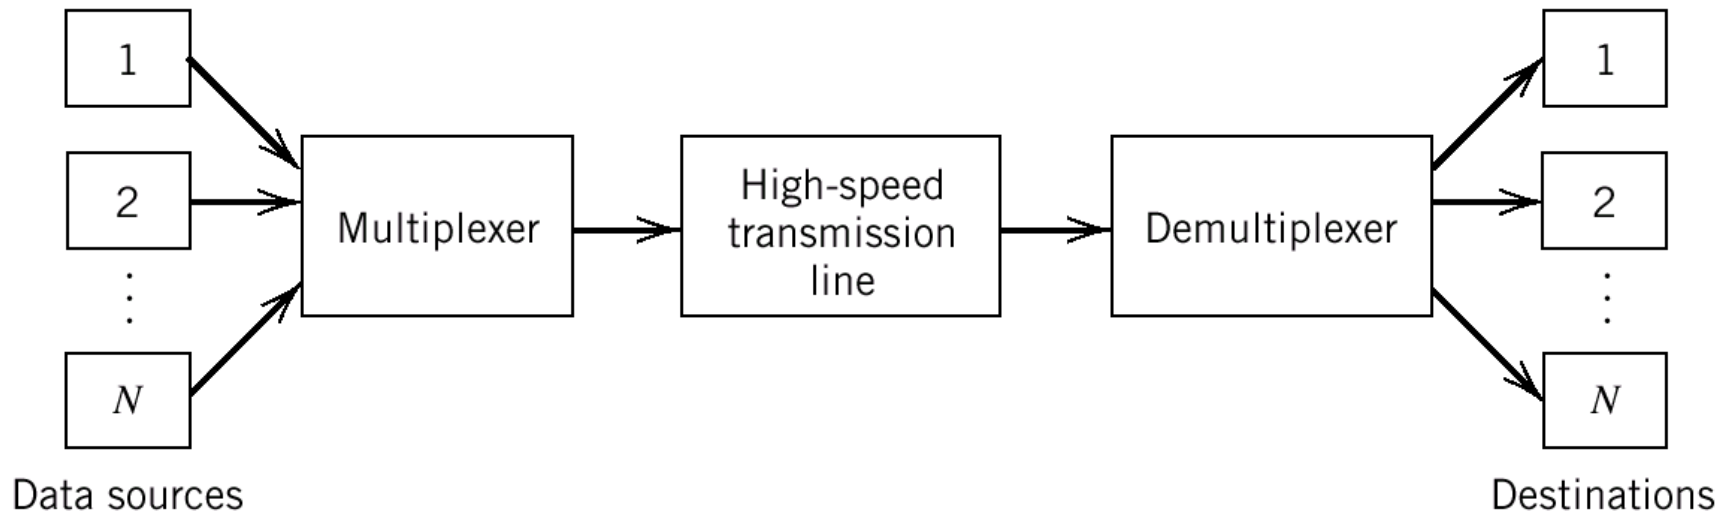 1
2
⋮
N
Data sources
Multiplexer
High-speed
transmission
line
Demultiplexer
1
2
⋮
N
Destinations